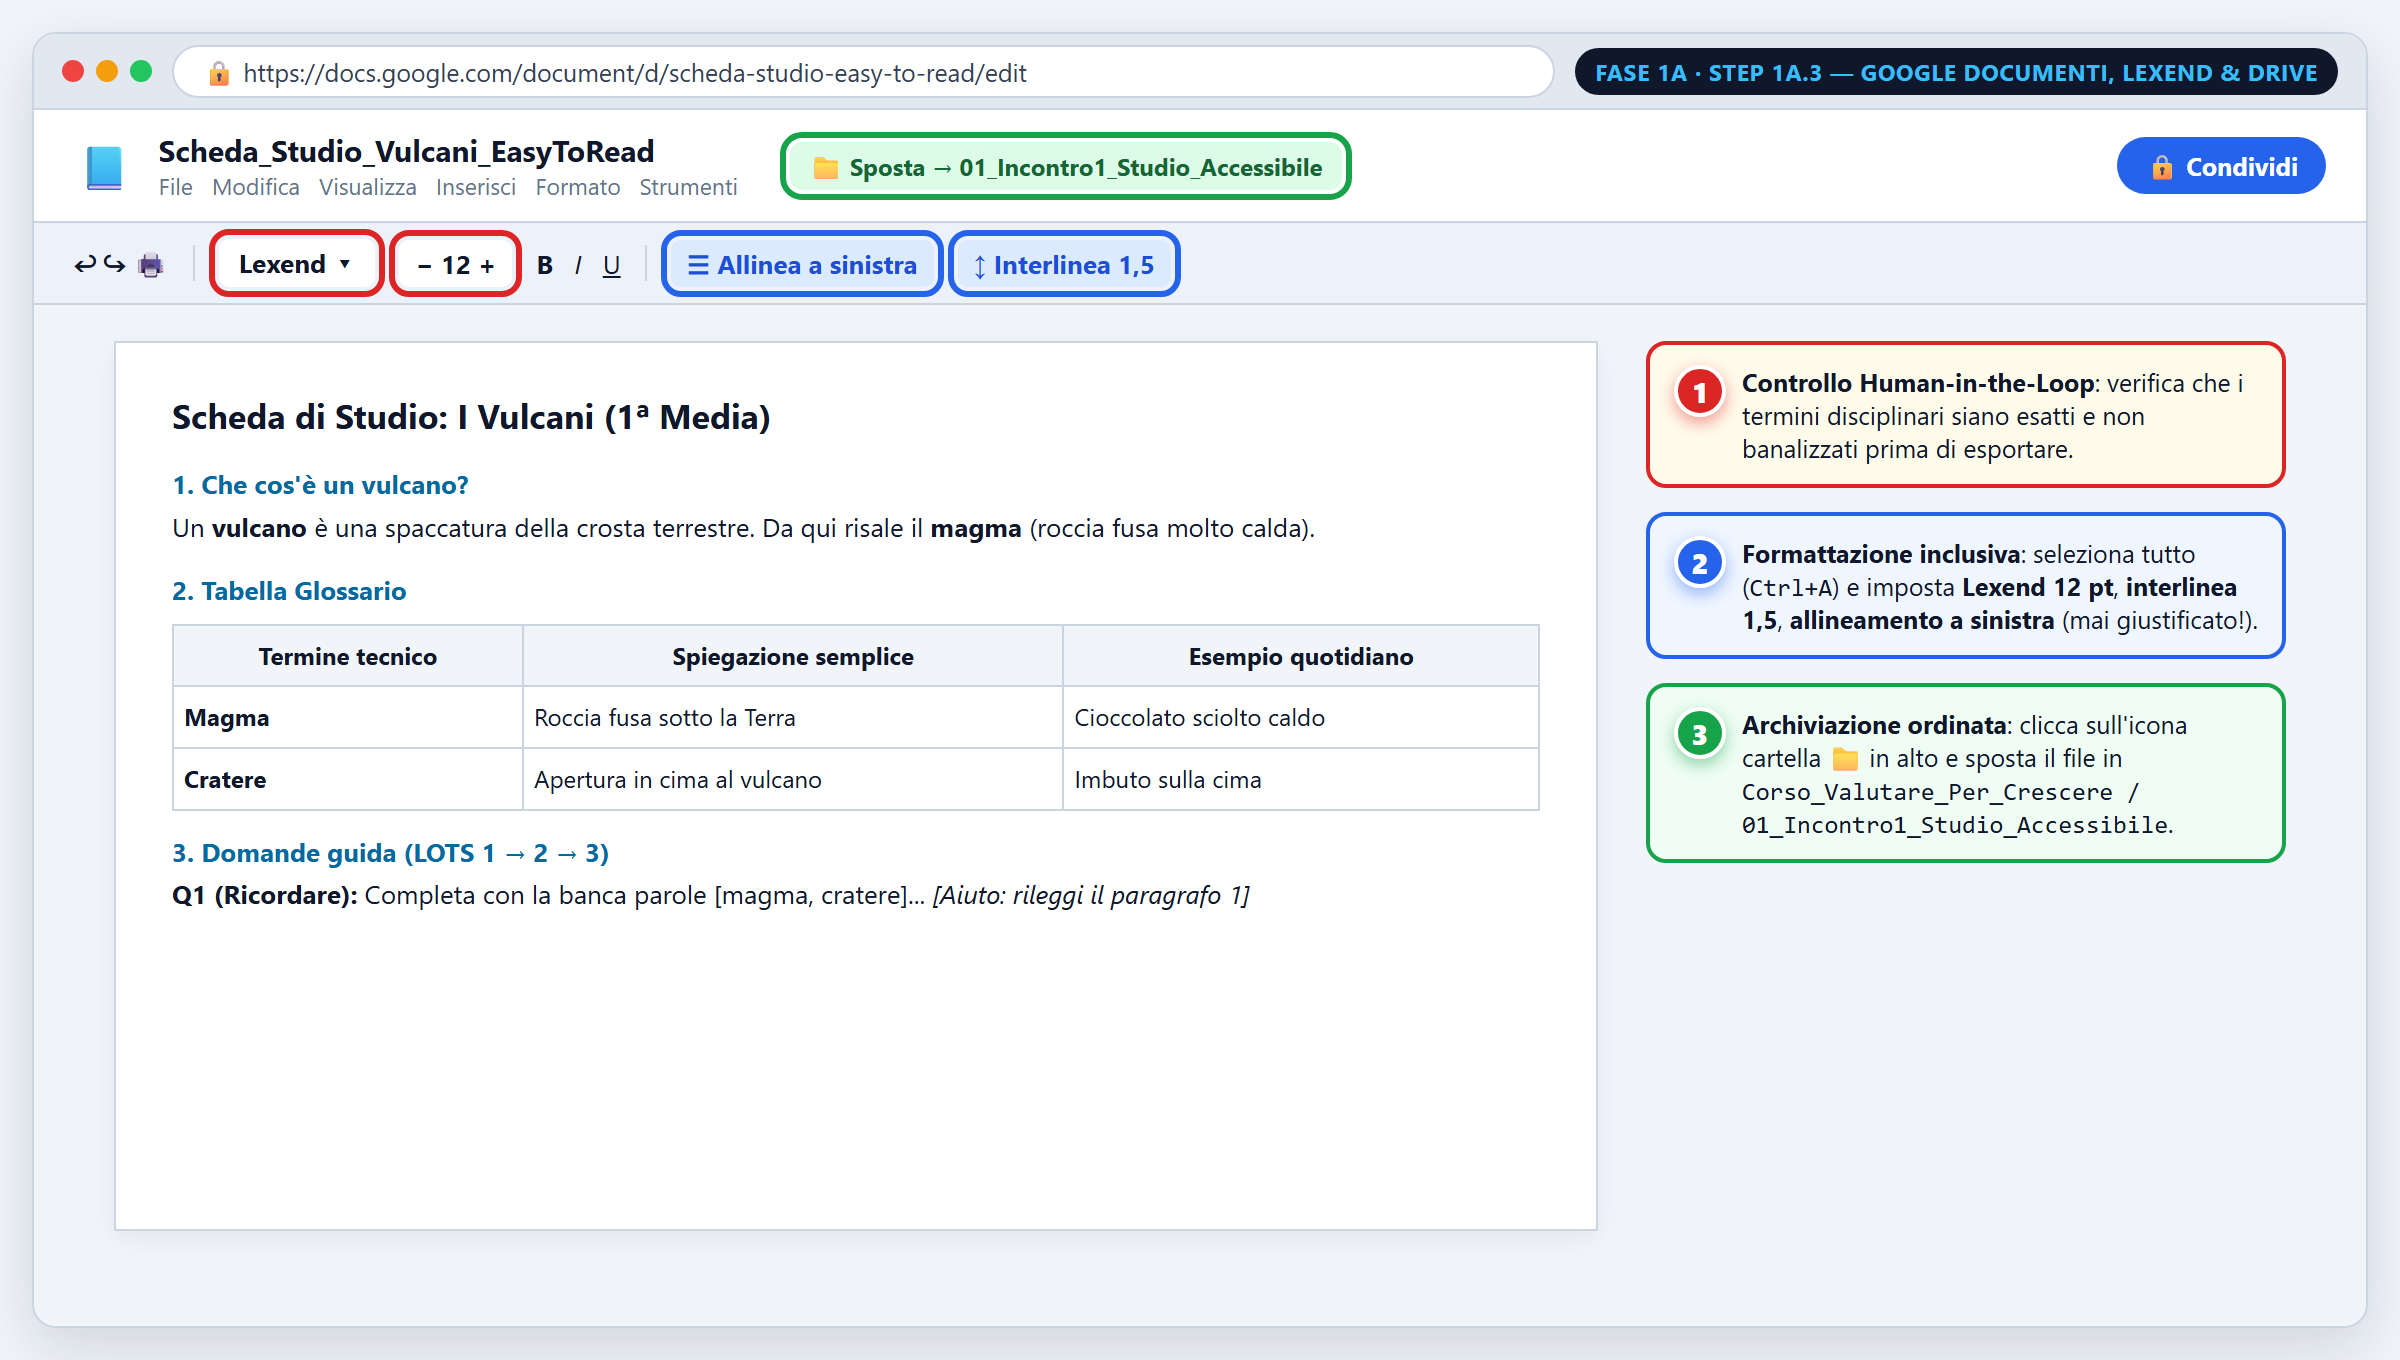 https://docs.google.com/document/d/scheda-studio-easy-to-read/edit
FASE 1A · STEP 1A.3 — GOOGLE DOCUMENTI, LEXEND & DRIVE
Scheda_Studio_Vulcani_EasyToRead
File Modifica Visualizza Inserisci Formato Strumenti
Sposta → 01_Incontro1_Studio_Accessibile
Condividi
Lexend ▼ − 12 + B I U ☰ Allinea a sinistra ↕ Interlinea 1,5
Scheda di Studio: I Vulcani (1ª Media)
1. Che cos'è un vulcano?
Un vulcano è una spaccatura della crosta terrestre. Da qui risale il magma (roccia fusa molto calda).
2. Tabella Glossario
Termine tecnico Spiegazione semplice Esempio quotidiano
Magma Roccia fusa sotto la Terra Cioccolato sciolto caldo
Cratere Apertura in cima al vulcano Imbuto sulla cima
3. Domande guida (LOTS 1 → 2 → 3)
Q1 (Ricordare): Completa con la banca parole [magma, cratere]... [Aiuto: rileggi il paragrafo 1]
1 Controllo Human-in-the-Loop: verifica che i
termini disciplinari siano esatti e non
banalizzati prima di esportare.
2 Formattazione inclusiva: seleziona tutto
(Ctrl+A) e imposta Lexend 12 pt, interlinea
1,5, allineamento a sinistra (mai giustificato!).
3 Archiviazione ordinata: clicca sull'icona
cartella 📁 in alto e sposta il file in
Corso_Valutare_Per_Crescere /
01_Incontro1_Studio_Accessibile.